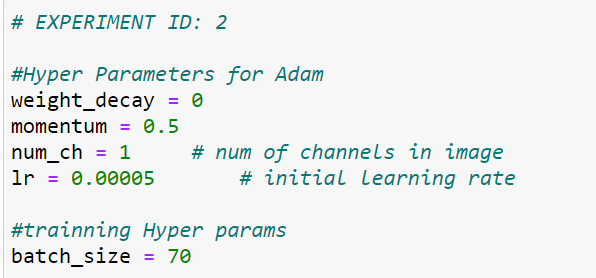 # EXPERIMENT ID: 2
#Hyper Parameters for Adam
weight_decay = 0
momentum = 0.5
num_ch = 1 # num of channels in image
lr = 0.00005 # initial learning rate
#trainning Hyper params
batch_size = 70